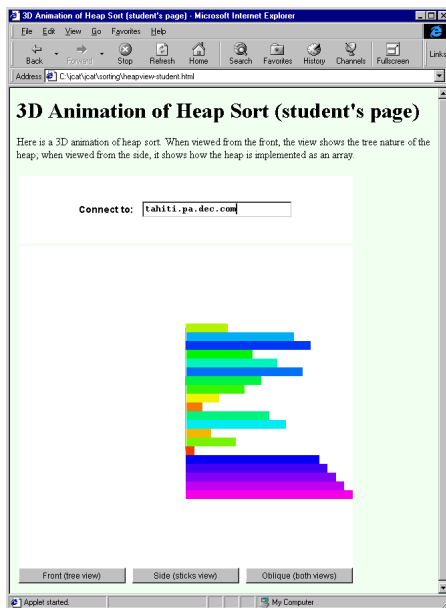 3D Animation of Heap Sort (student's page) - Microsoft Internet Explorer
File Edit View Go Favorites Help
Back Forward Stop Refresh Home Search Favorites History Channels Fullscreen Links
Address C:\jcat\jcat\sorting\heapview-student.html
3D Animation of Heap Sort (student's page)
Here is a 3D animation of heap sort. When viewed from the front, the view shows the tree nature of the
heap; when viewed from the side, it shows how the heap is implemented as an array.
Connect to: tahiti.pa.dec.com
Front (tree view) Side (sticks view) Oblique (both views)
Applet started. My Computer